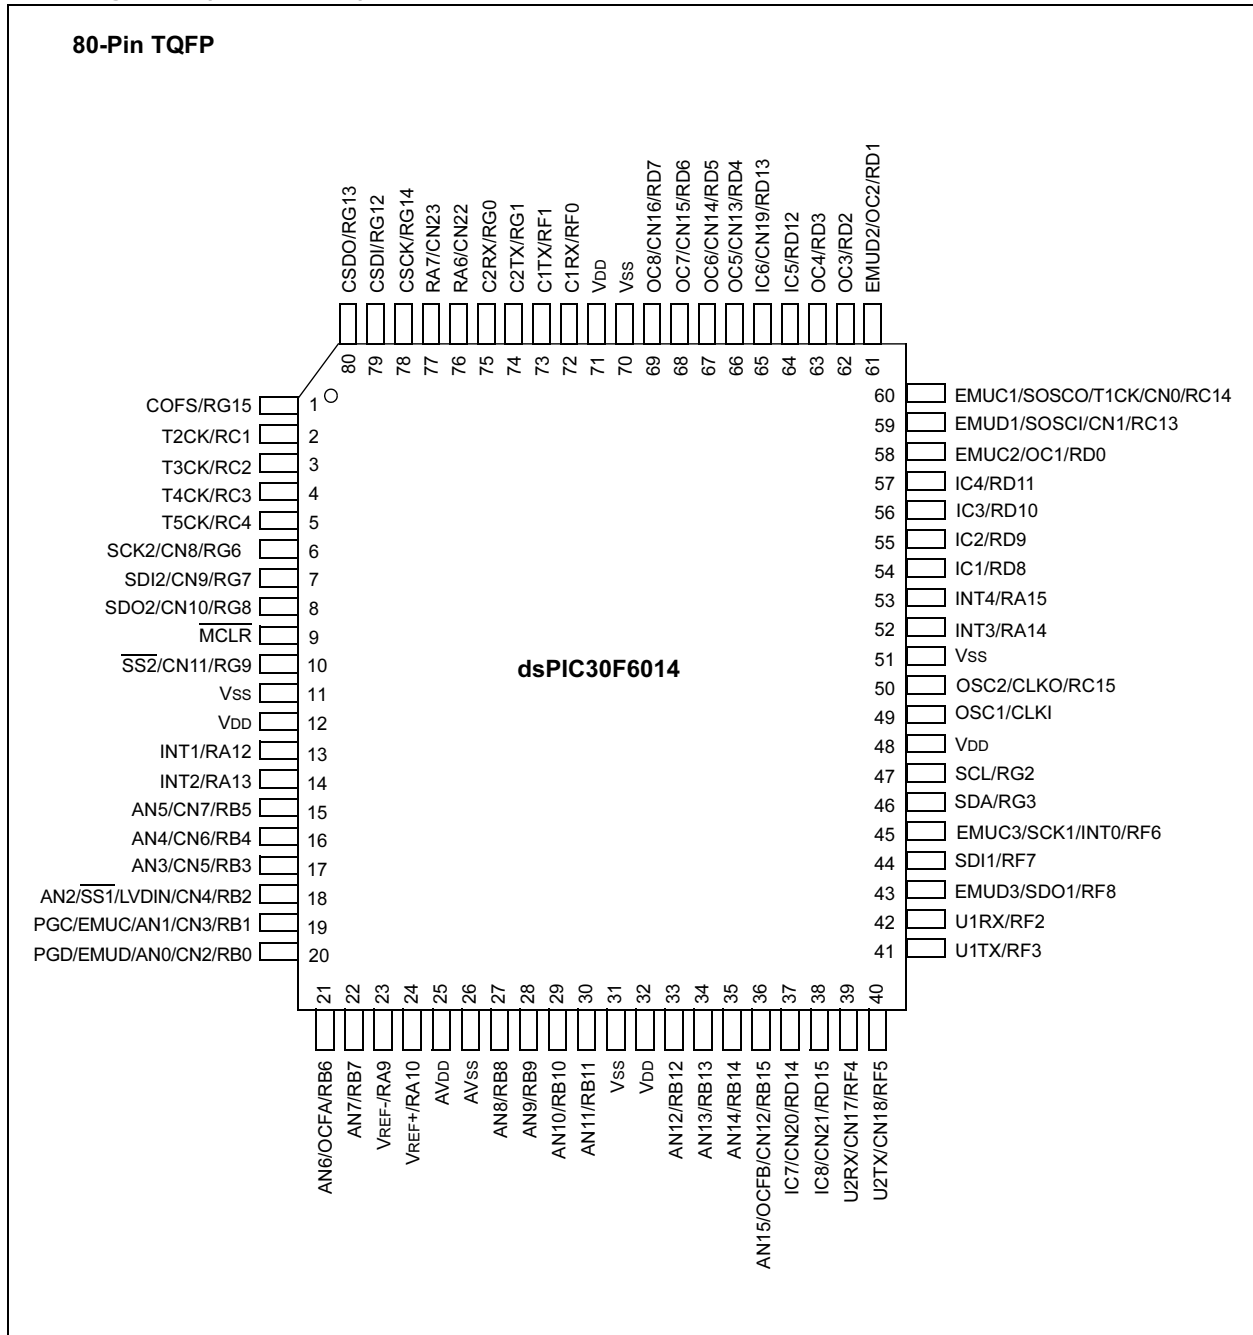 80-Pin TQFP
CSDO/RG13
CSDI/RG12
CSCK/RG14
RA7/CN23
RA6/CN22
C2RX/RG0
C2TX/RG1
C1TX/RF1
C1RX/RF0
VDD
VSS
OC8/CN16/RD7
OC7/CN15/RD6
OC6/CN14/RD5
OC5/CN13/RD4
IC6/CN19/RD13
IC5/RD12
OC4/RD3
OC3/RD2
EMUD2/OC2/RD1
80 79 78 77 76 75 74 73 72 71 70 69 68 67 66 65 64 63 62 61
COFS/RG15 1
T2CK/RC1 2
T3CK/RC2 3
T4CK/RC3 4
T5CK/RC4 5
SCK2/CN8/RG6 6
SDI2/CN9/RG7 7
SDO2/CN10/RG8 8
MCLR 9
SS2/CN11/RG9 10
VSS 11
VDD 12
INT1/RA12 13
INT2/RA13 14
AN5/CN7/RB5 15
AN4/CN6/RB4 16
AN3/CN5/RB3 17
AN2/SS1/LVDIN/CN4/RB2 18
PGC/EMUC/AN1/CN3/RB1 19
PGD/EMUD/AN0/CN2/RB0 20
dsPIC30F6014
60 EMUC1/SOSCO/T1CK/CN0/RC14
59 EMUD1/SOSCI/CN1/RC13
58 EMUC2/OC1/RD0
57 IC4/RD11
56 IC3/RD10
55 IC2/RD9
54 IC1/RD8
53 INT4/RA15
52 INT3/RA14
51 VSS
50 OSC2/CLKO/RC15
49 OSC1/CLKI
48 VDD
47 SCL/RG2
46 SDA/RG3
45 EMUC3/SCK1/INT0/RF6
44 SDI1/RF7
43 EMUD3/SDO1/RF8
42 U1RX/RF2
41 U1TX/RF3
21 22 23 24 25 26 27 28 29 30 31 32 33 34 35 36 37 38 39 40
AN6/OCFA/RB6
AN7/RB7
VREF-/RA9
VREF+/RA10
AVDD
AVSS
AN8/RB8
AN9/RB9
AN10/RB10
AN11/RB11
VSS
VDD
AN12/RB12
AN13/RB13
AN14/RB14
AN15/OCFB/CN12/RB15
IC7/CN20/RD14
IC8/CN21/RD15
U2RX/CN17/RF4
U2TX/CN18/RF5